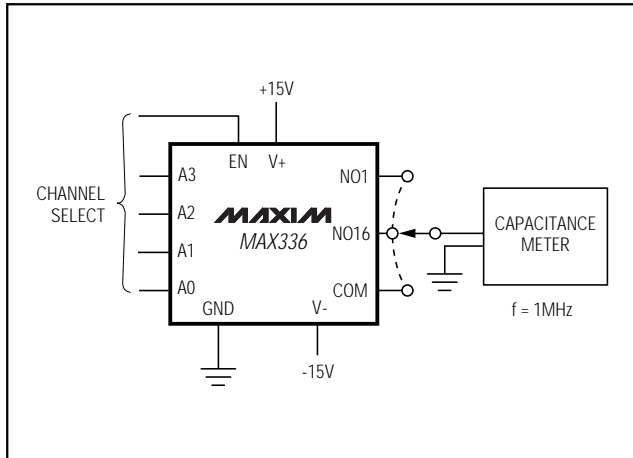 +15V
EN
V+
A3
NO1
CHANNEL
SELECT
A2
MAXIM
CAPACITANCE
METER
MAX336
NO16
A1
A0
COM
GND
V-
f = 1MHz
-15V